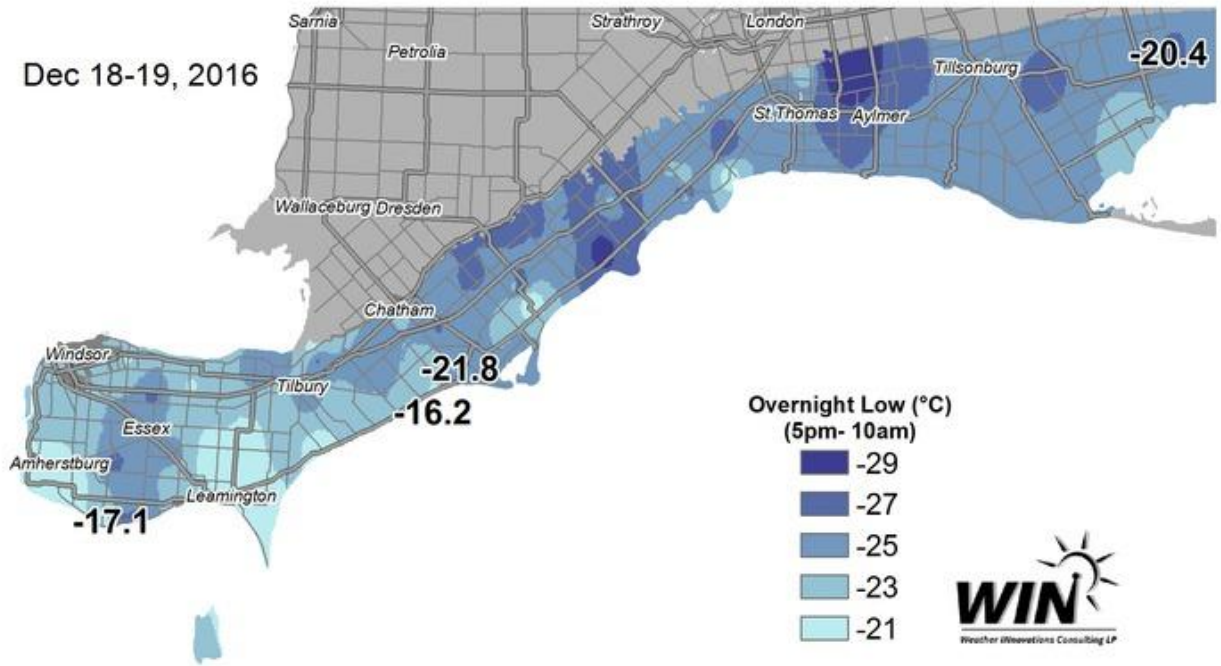 Sarnia
Strathroy
London
Petrolia
Dec 18-19, 2016
Tillsonburg
-20.4
St.Thomas
Aylmer
Wallaceburg
Dresden
Chatham
Windsor
-21.8
Tilbury
-16.2
Essex
Amherstburg
Leamington
-17.1
Overnight Low (°C)
(5pm- 10am)
-29
-27
-25
-23
-21
WIN
Weather INnovations Consulting LP